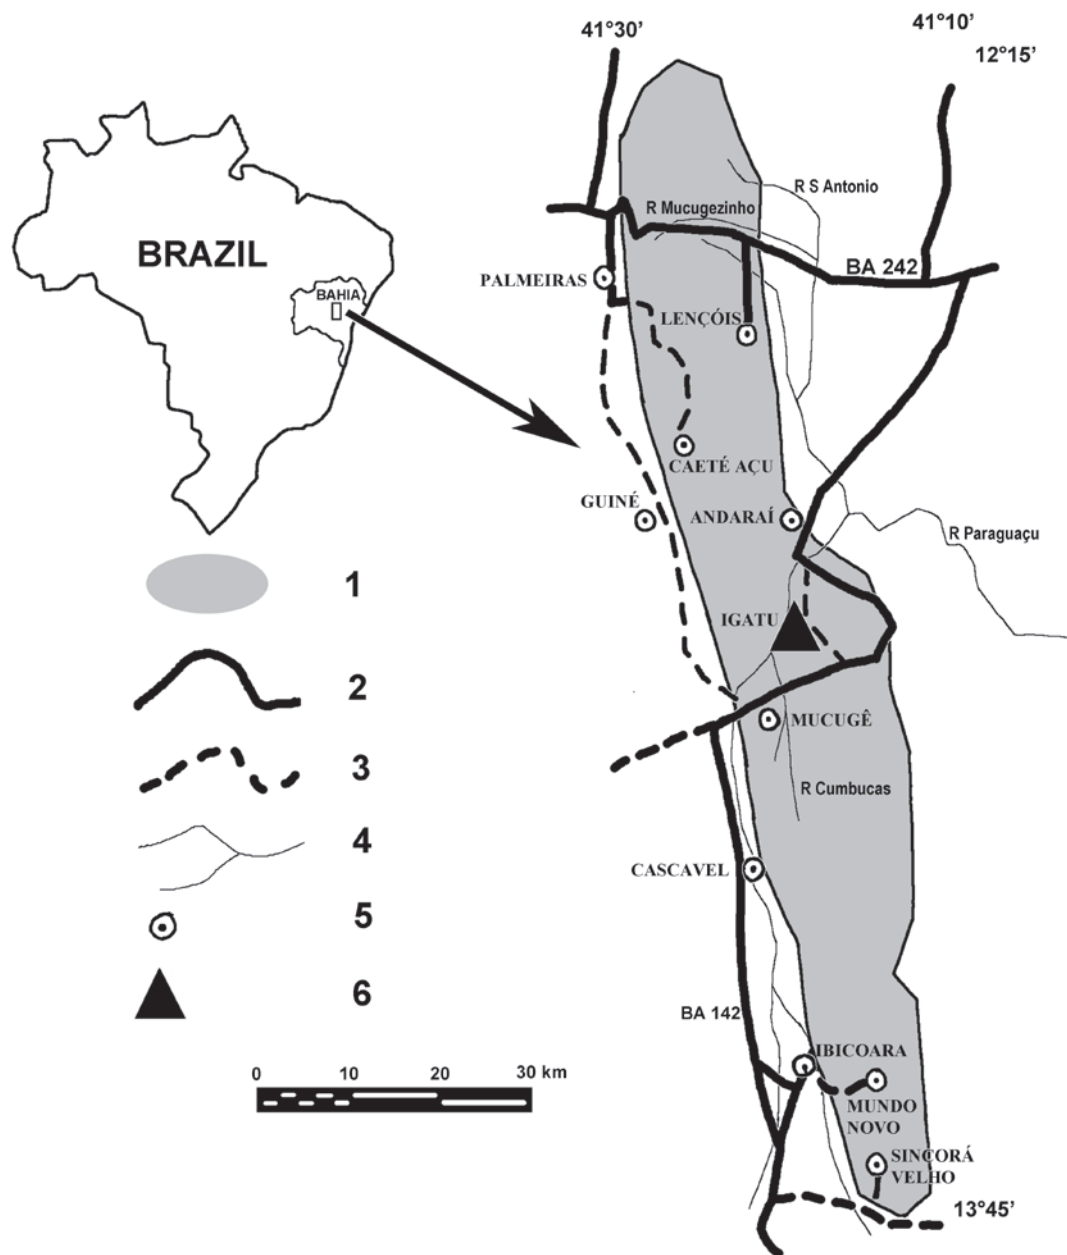 41°30'
41°10'
12°15'
R S Antonio
R Mucugezinho
BRAZIL
BA 242
PALMEIRAS
BAHIA
LENÇÓIS
CAETÉ AÇU
GUINÉ
ANDARAÍ
R Paraguaçu
1
IGATU
2
MUCUGÊ
3
R Cumbucas
4
CASCAVEL
5
6
BA 142
IBICOARA
0 10 20 30 km
MUNDO
NOVO
SINCORÁ
VELHO
13°45'